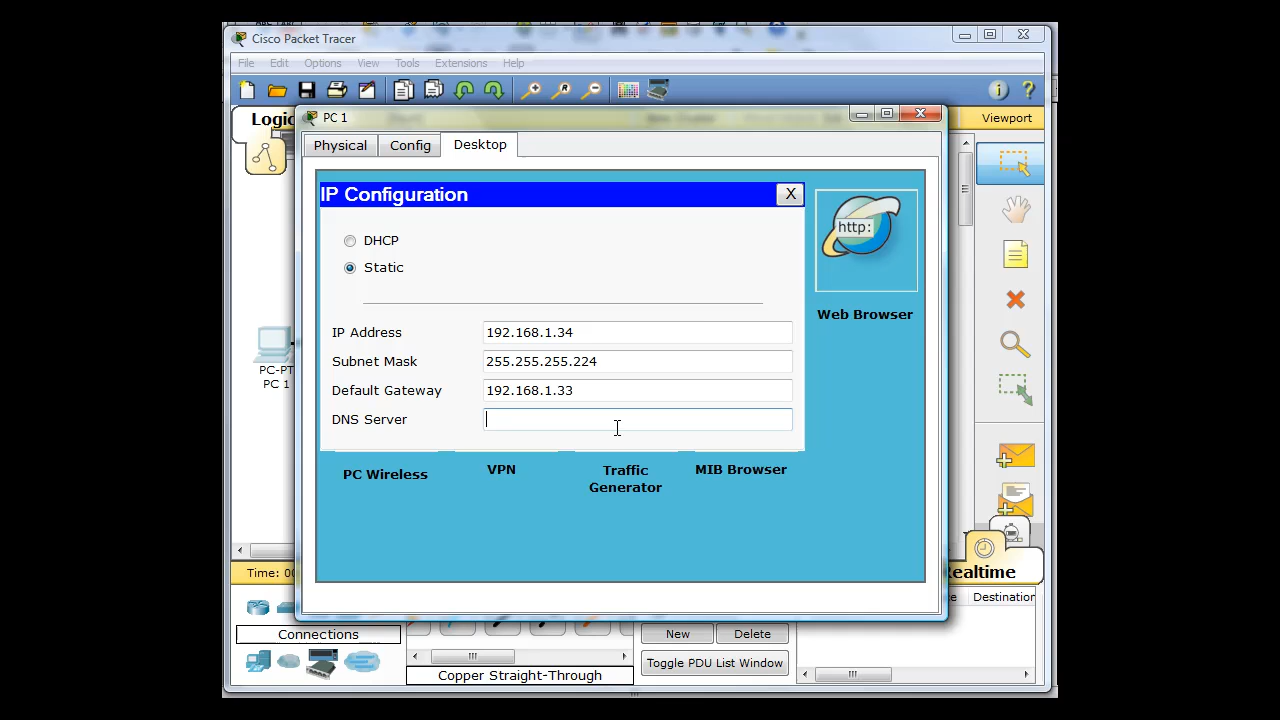 Cisco Packet Tracer
File Edit Options View Tools Extensions Help
Logic
Viewport
PC 1
Physical Config Desktop
IP Configuration X
DHCP
Static
IP Address 192.168.1.34
Subnet Mask 255.255.255.224
Default Gateway 192.168.1.33
DNS Server
http:
Web Browser
PC Wireless VPN Traffic Generator MIB Browser
PC-PT
PC 1
Time: 00
ealtime
Connections
Copper Straight-Through
New Delete
Toggle PDU List Window
e Destination